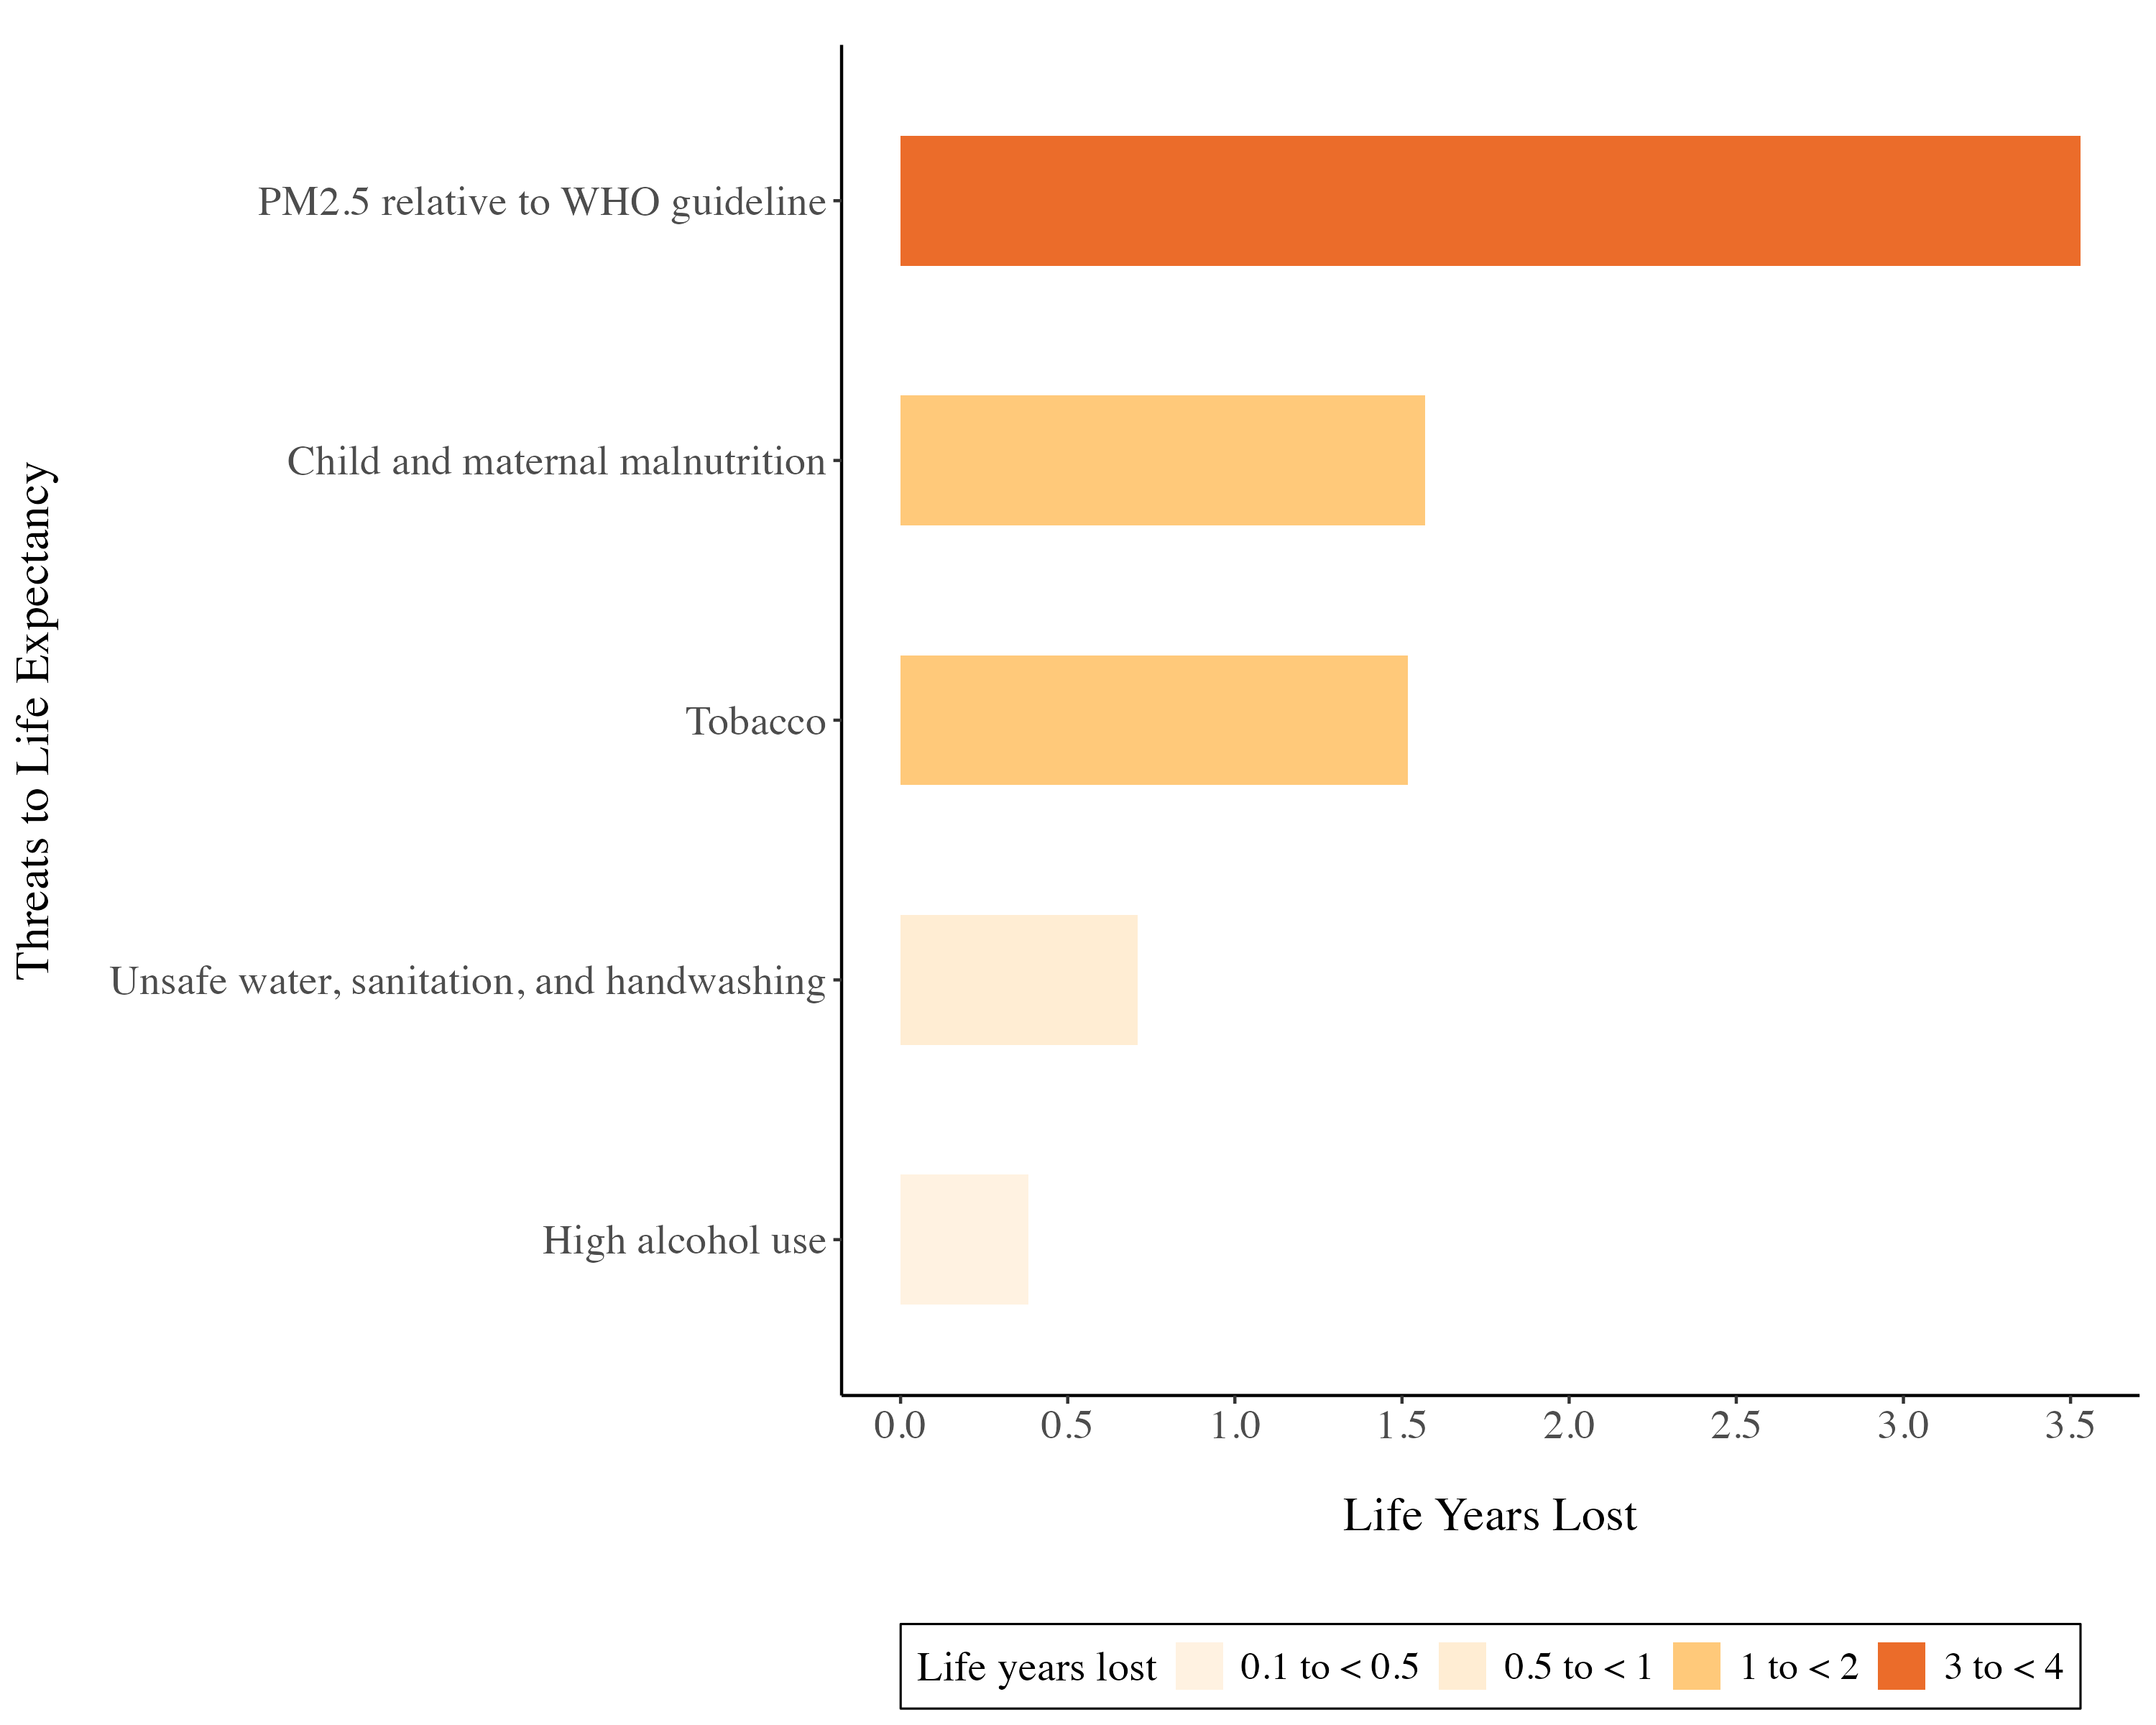 Threats to Life Expectancy
PM2.5 relative to WHO guideline
Child and maternal malnutrition
Tobacco
Unsafe water, sanitation, and handwashing
High alcohol use
0.0 0.5 1.0 1.5 2.0 2.5 3.0 3.5
Life Years Lost
Life years lost 0.1 to < 0.5 0.5 to < 1 1 to < 2 3 to < 4